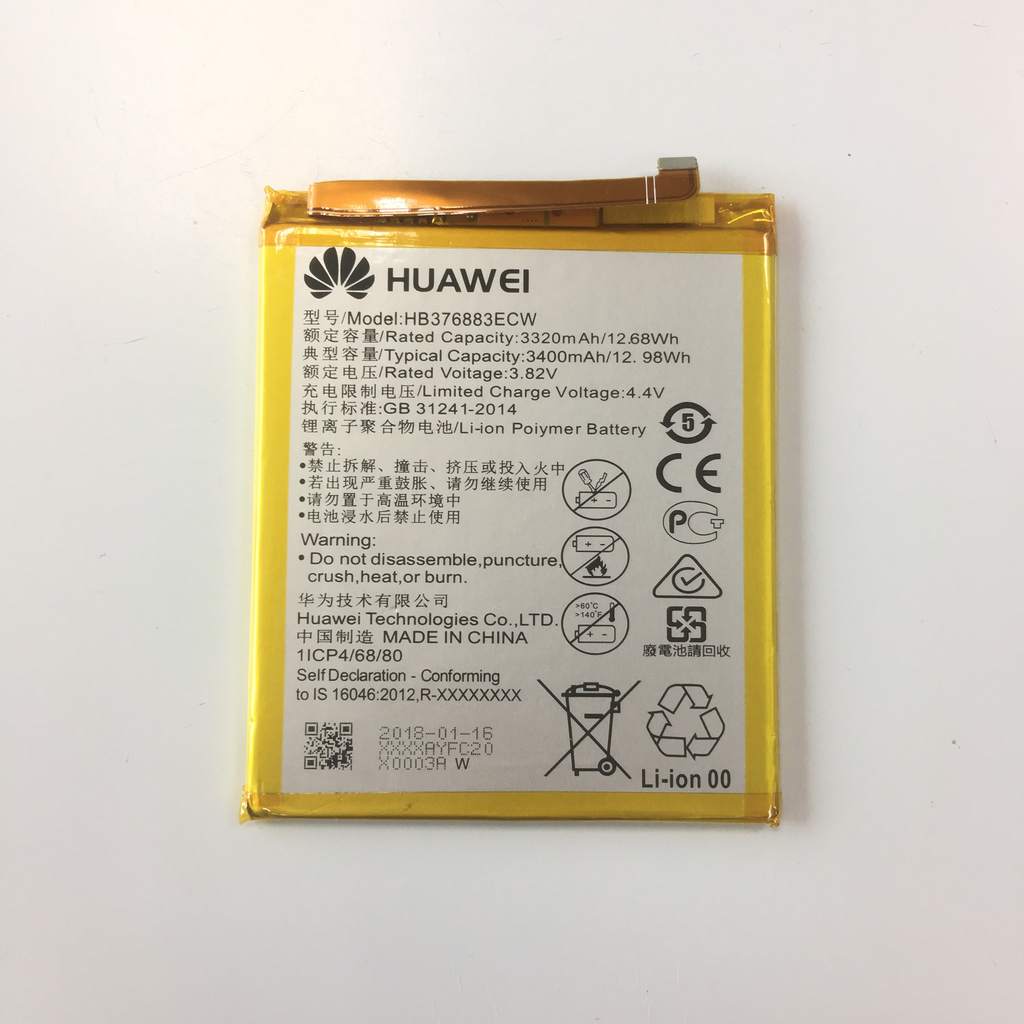 HUAWEI
型号/Model:HB376883ECW
额定容量/Rated Capacity:3320mAh/12.68Wh
典型容量/Typical Capacity:3400mAh/12. 98Wh
额定电压/Rated Voltage:3.82V
充电限制电压/Limited Charge Voltage:4.4V
执行标准:GB 31241-2014
锂离子聚合物电池/Li-ion Poiymer Battery
警告:
•禁止拆解、撞击、挤压或投入火中
•若出现严重鼓胀、请勿继续使用
•请勿置于高温环境中
•电池浸水后禁止使用
Warning:
• Do not disassemble,puncture,
crush,heat,or burn.
华为技术有限公司
Huawei Technologies Co.,LTD.
中国制造 MADE IN CHINA
1ICP4/68/80
Self Declaration - Conforming
to IS 16046:2012,R-XXXXXXXX
2018-01-16
XXXXAYFC20
X0003A W
5
CE
PCT
>60°C
>140°F
廢電池請回收
Li-ion 00